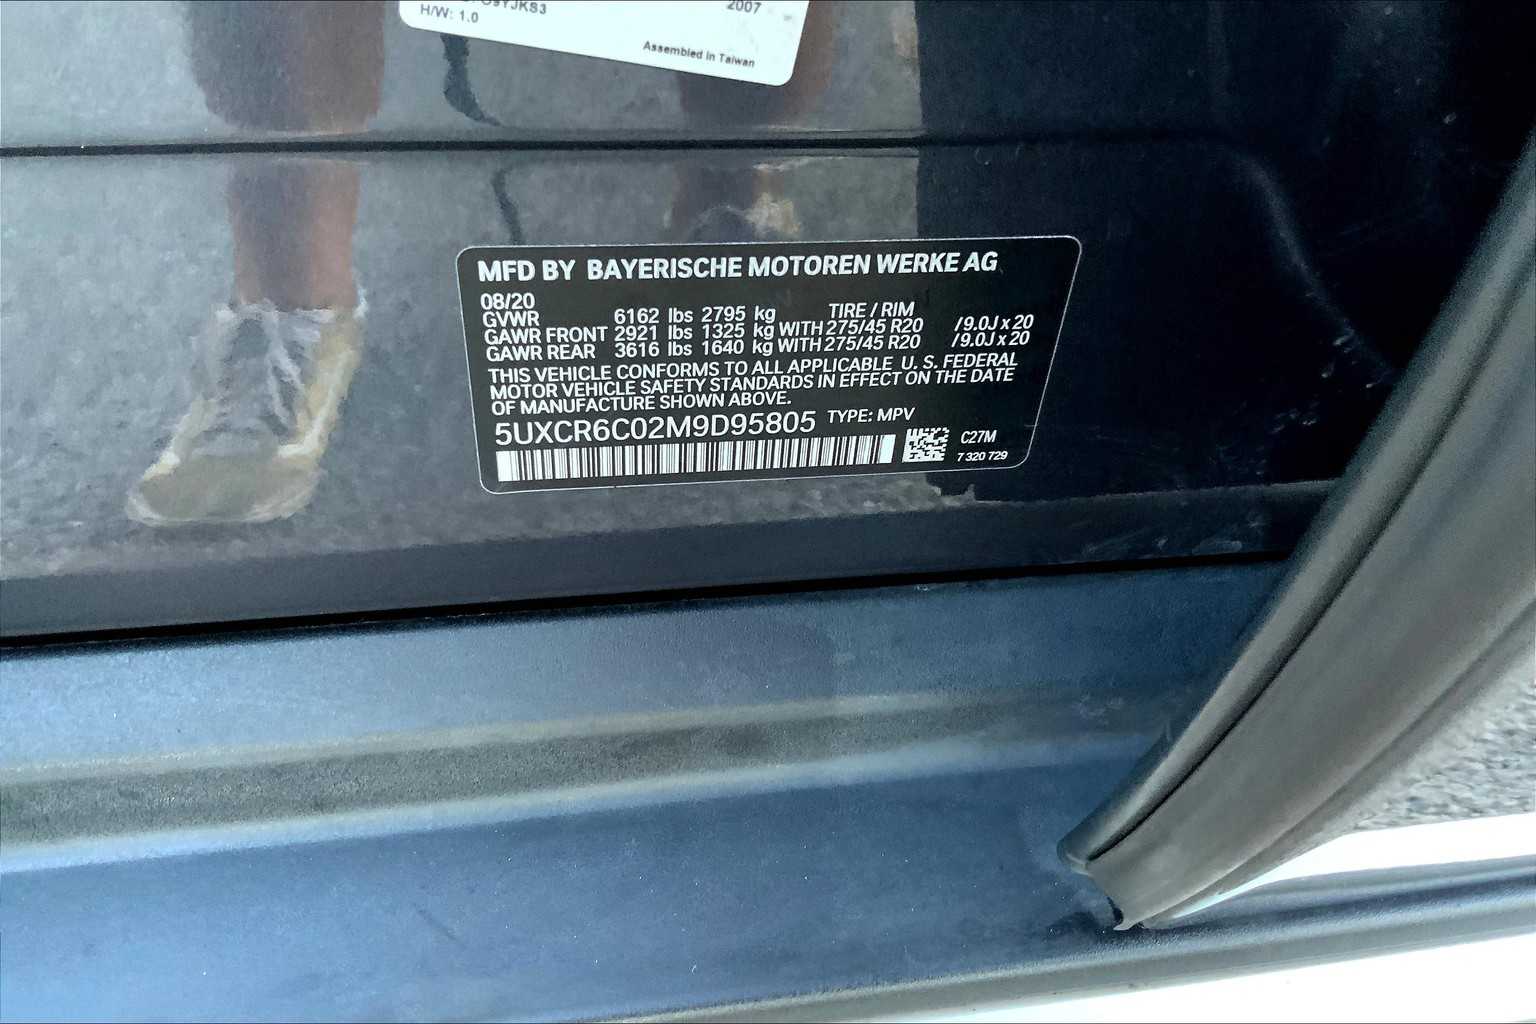 2007
H/W: 1.0
Assembled in Taiwan
MFD BY BAYERISCHE MOTOREN WERKE AG
08/20
GVWR 6162 lbs 2795 kg TIRE / RIM
GAWR FRONT 2921 lbs 1325 kg WITH 275/45 R20 / 9.0J x 20
GAWR REAR 3616 lbs 1640 kg WITH 275/45 R20 / 9.0J x 20
THIS VEHICLE CONFORMS TO ALL APPLICABLE U. S. FEDERAL
MOTOR VEHICLE SAFETY STANDARDS IN EFFECT ON THE DATE
OF MANUFACTURE SHOWN ABOVE.
5UXCR6C02M9D95805 TYPE: MPV
C27M
7 320 729